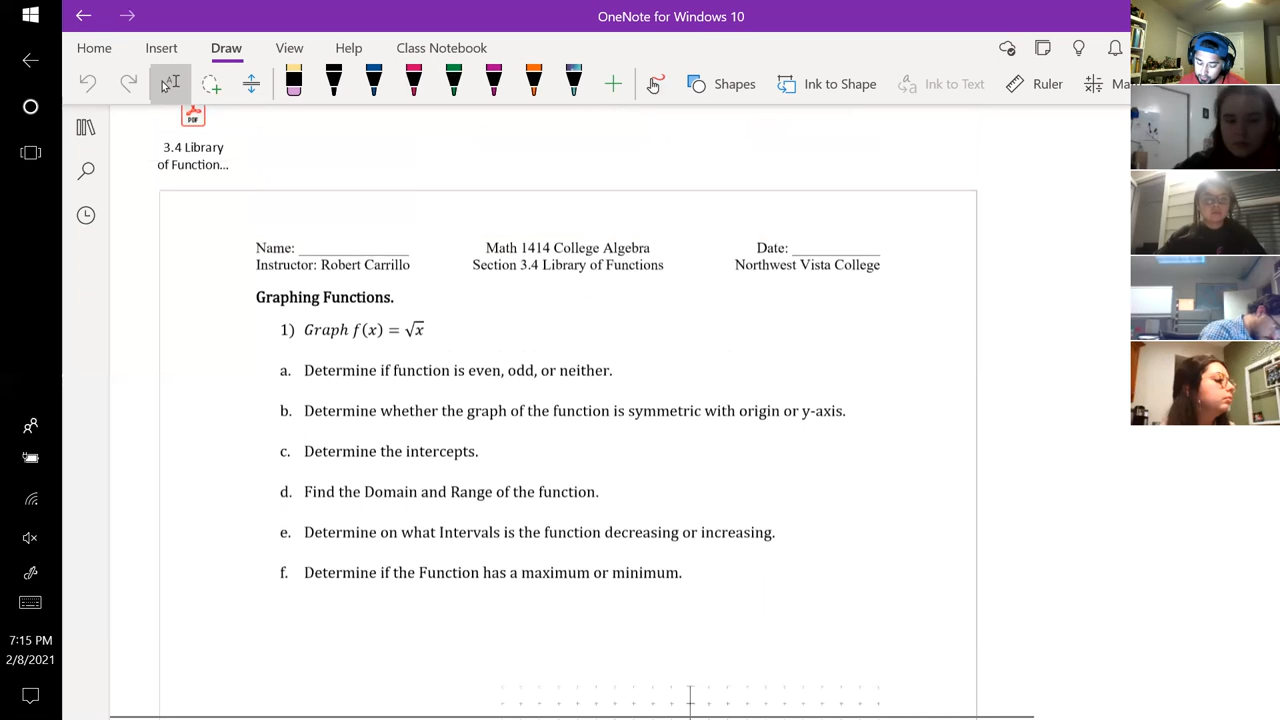 OneNote for Windows 10
Home Insert Draw View Help Class Notebook
Shapes Ink to Shape Ink to Text Ruler Ma
PDF
3.4 Library
of Function...
Name: ______________ Math 1414 College Algebra Date: ___________
Instructor: Robert Carrillo Section 3.4 Library of Functions Northwest Vista College
Graphing Functions.
1) Graph f(x) = √x
a. Determine if function is even, odd, or neither.
b. Determine whether the graph of the function is symmetric with origin or y-axis.
c. Determine the intercepts.
d. Find the Domain and Range of the function.
e. Determine on what Intervals is the function decreasing or increasing.
f. Determine if the Function has a maximum or minimum.
7:15 PM
2/8/2021